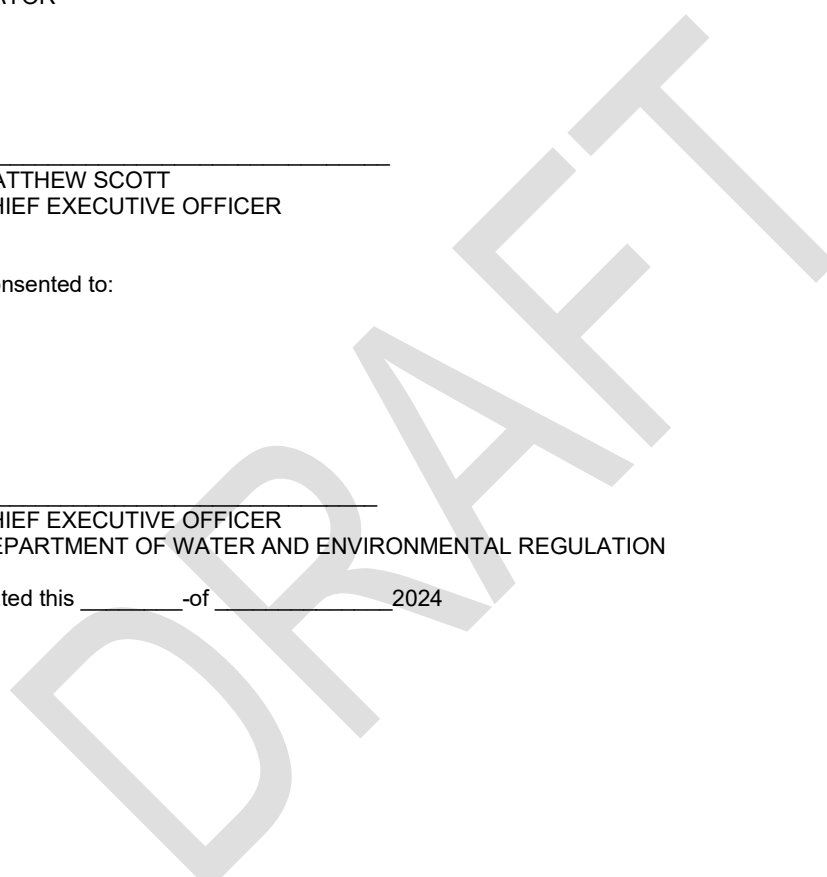 ATOR
ATTHEW SCOTT
HIEF EXECUTIVE OFFICER
onsented to:
HIEF EXECUTIVE OFFICER
EPARTMENT OF WATER AND ENVIRONMENTAL REGULATION
ted this ________-of ______________2024
DRAFT